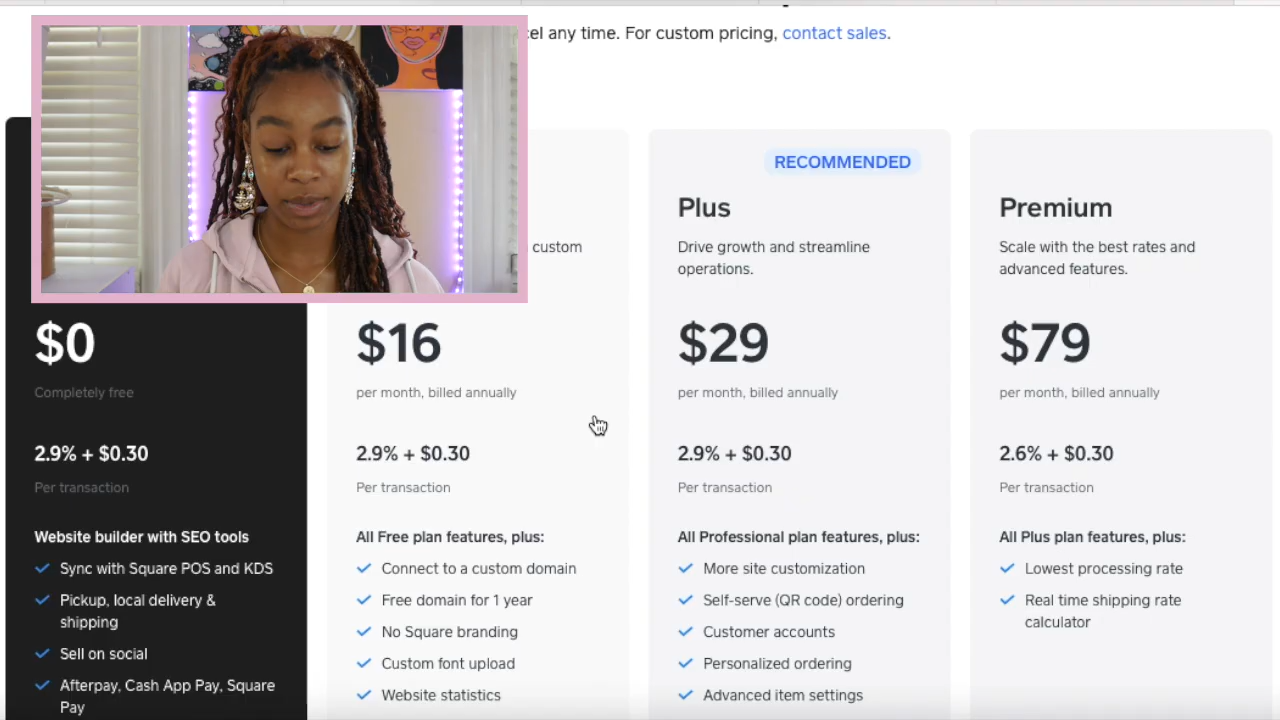 cel any time. For custom pricing, contact sales.
$0
Completely free
2.9% + $0.30
Per transaction
Website builder with SEO tools
Sync with Square POS and KDS
Pickup, local delivery &
shipping
Sell on social
Afterpay, Cash App Pay, Square
Pay
custom
$16
per month, billed annually
2.9% + $0.30
Per transaction
All Free plan features, plus:
Connect to a custom domain
Free domain for 1 year
No Square branding
Custom font upload
Website statistics
RECOMMENDED
Plus
Drive growth and streamline
operations.
$29
per month, billed annually
2.9% + $0.30
Per transaction
All Professional plan features, plus:
More site customization
Self-serve (QR code) ordering
Customer accounts
Personalized ordering
Advanced item settings
Premium
Scale with the best rates and
advanced features.
$79
per month, billed annually
2.6% + $0.30
Per transaction
All Plus plan features, plus:
Lowest processing rate
Real time shipping rate
calculator